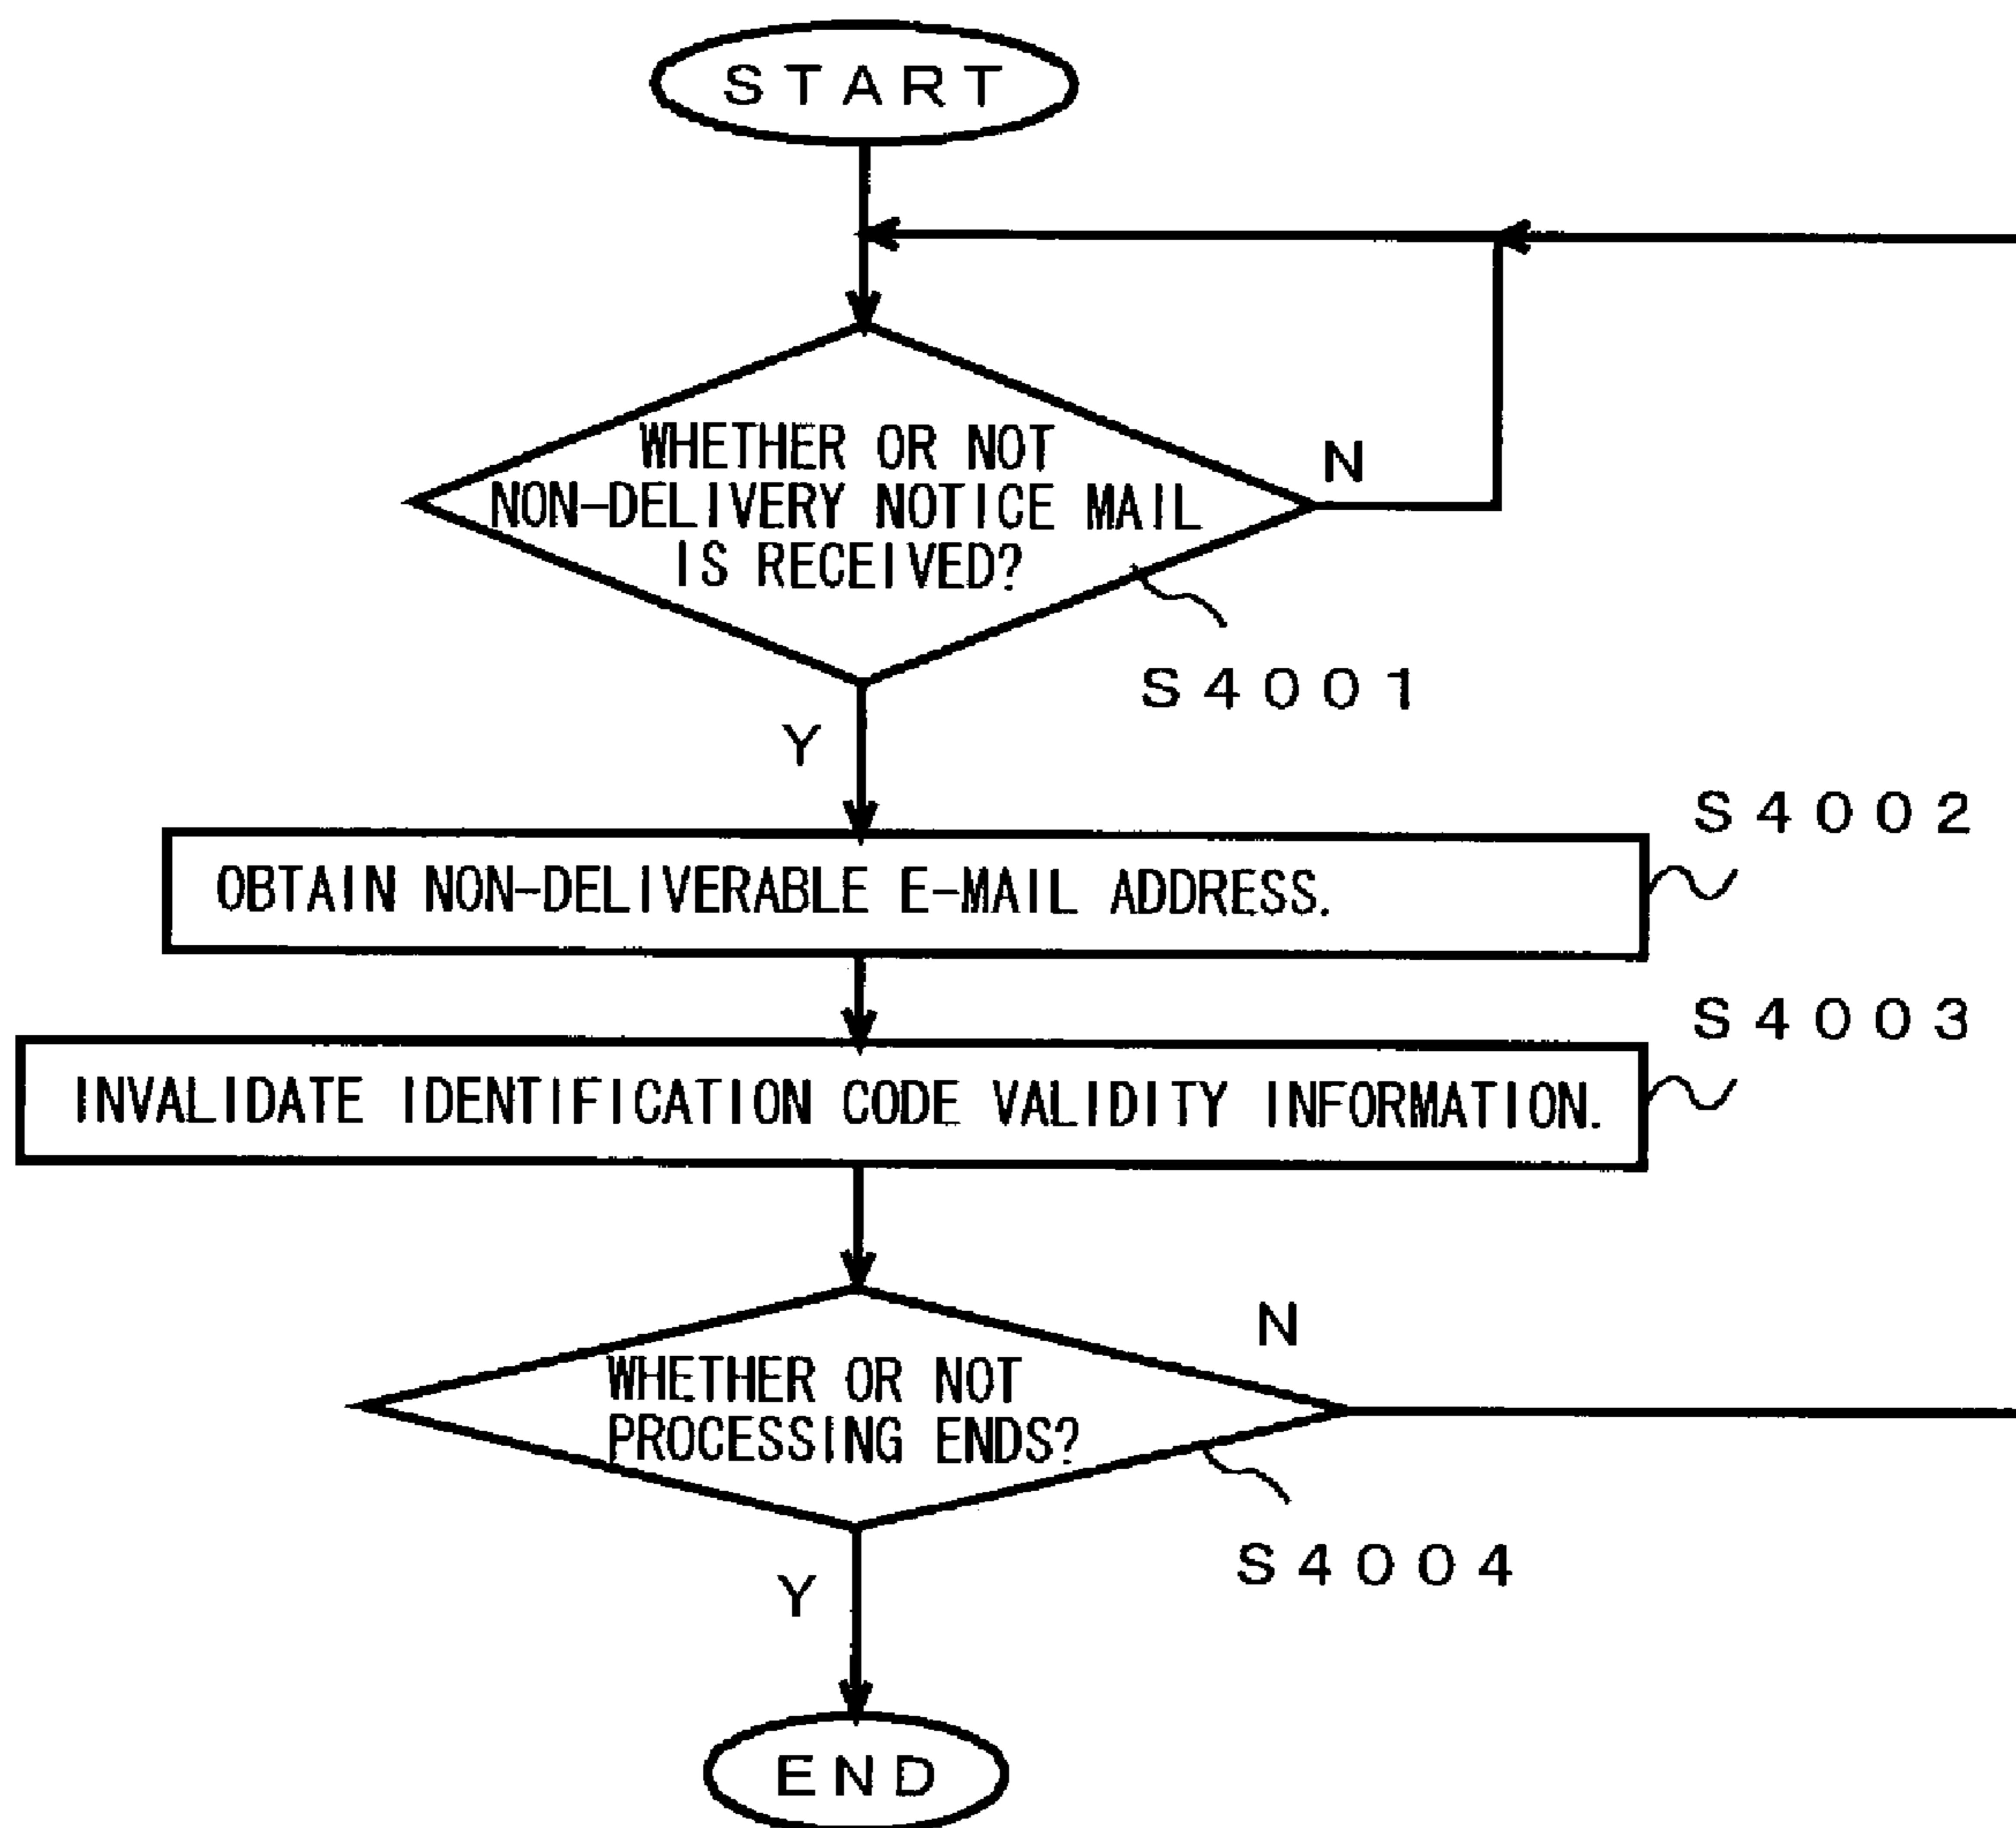 START
WHETHER OR NOT
NON-DELIVERY NOTICE MAIL
IS RECEIVED?
N
S4001
Y
S4002
OBTAIN NON-DELIVERABLE E-MAIL ADDRESS.
S4003
INVALIDATE IDENTIFICATION CODE VALIDITY INFORMATION.
N
WHETHER OR NOT
PROCESSING ENDS?
S4004
Y
END